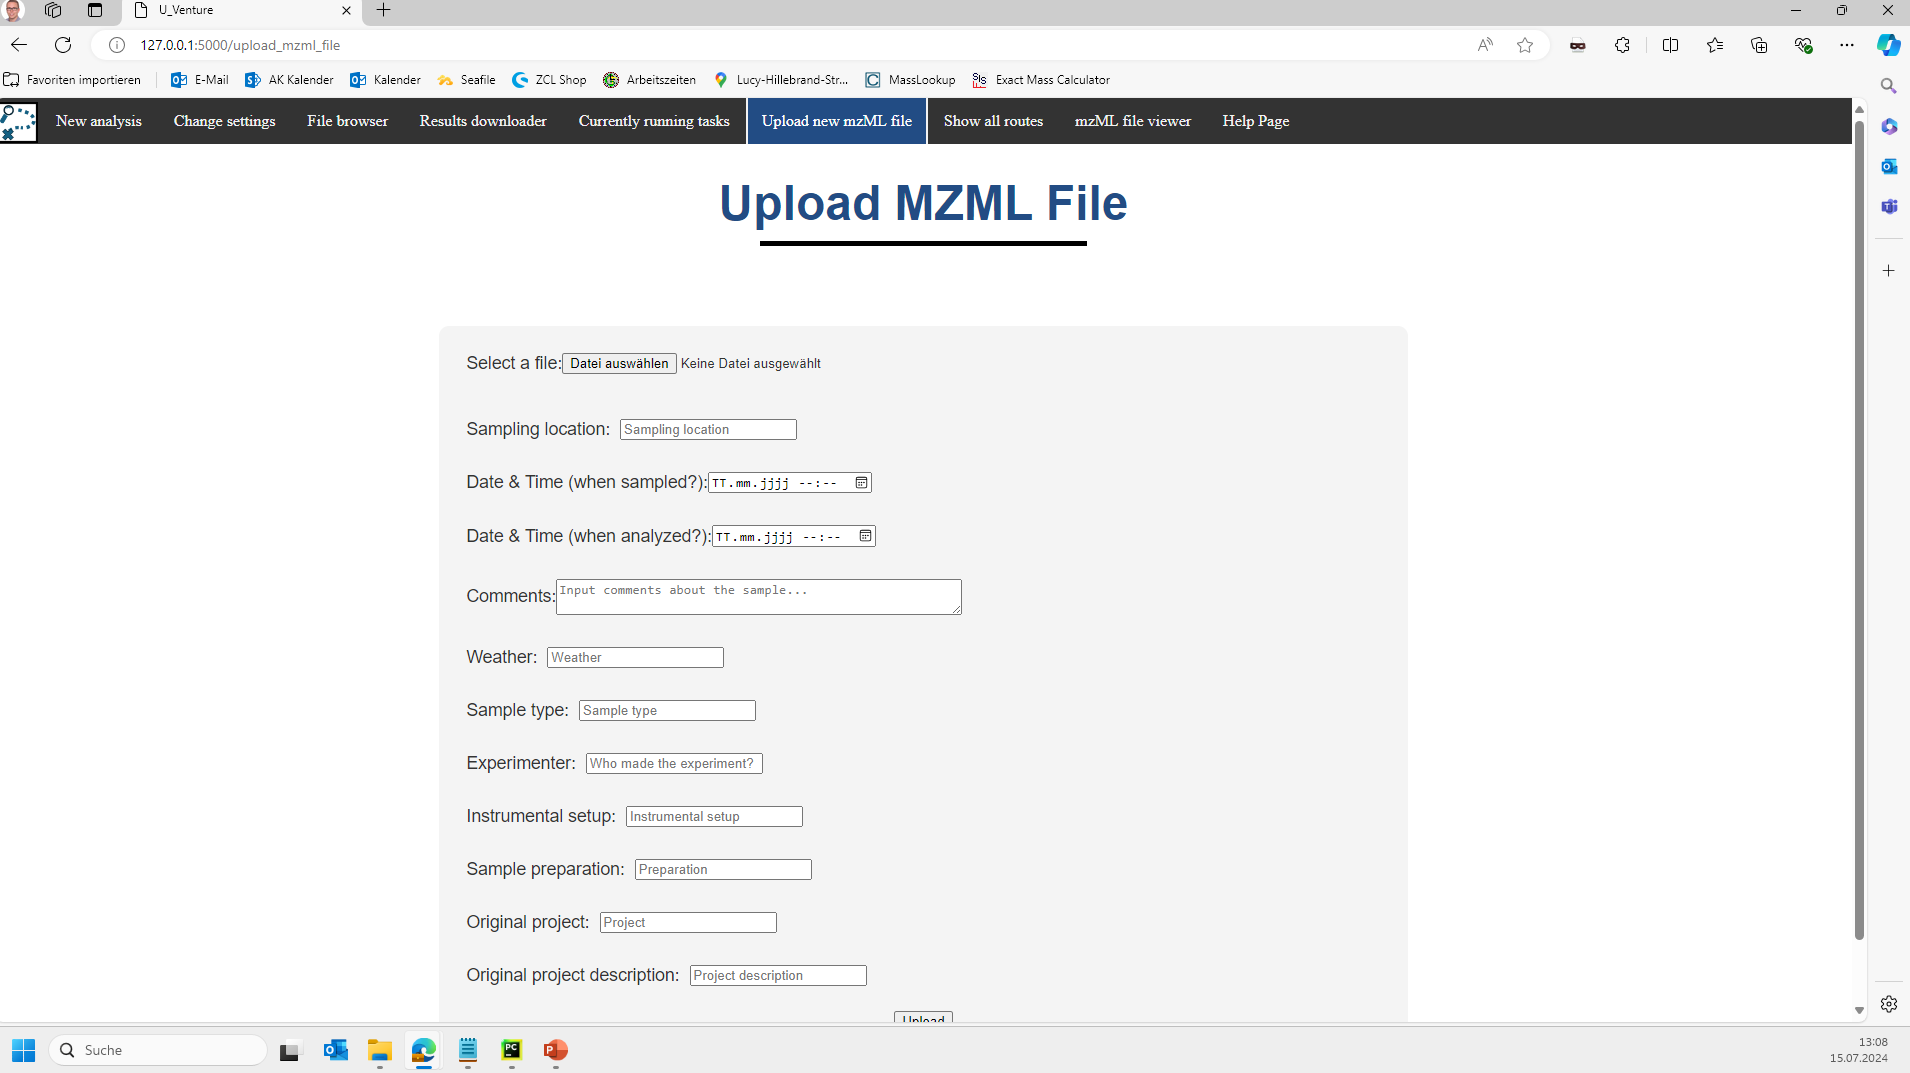 U_Venture
127.0.0.1:5000/upload_mzml_file
Favoriten importieren E-Mail AK Kalender Kalender Seafile ZCL Shop Arbeitszeiten Lucy-Hillebrand-Str... MassLookup Exact Mass Calculator
New analysis Change settings File browser Results downloader Currently running tasks Upload new mzML file Show all routes mzML file viewer Help Page
Upload MZML File
Select a file: Datei auswählen Keine Datei ausgewählt
Sampling location: Sampling location
Date & Time (when sampled?): TT.mm.jjjj --:--
Date & Time (when analyzed?): TT.mm.jjjj --:--
Comments: Input comments about the sample...
Weather: Weather
Sample type: Sample type
Experimenter: Who made the experiment?
Instrumental setup: Instrumental setup
Sample preparation: Preparation
Original project: Project
Original project description: Project description
Upload
Suche
13:08
15.07.2024